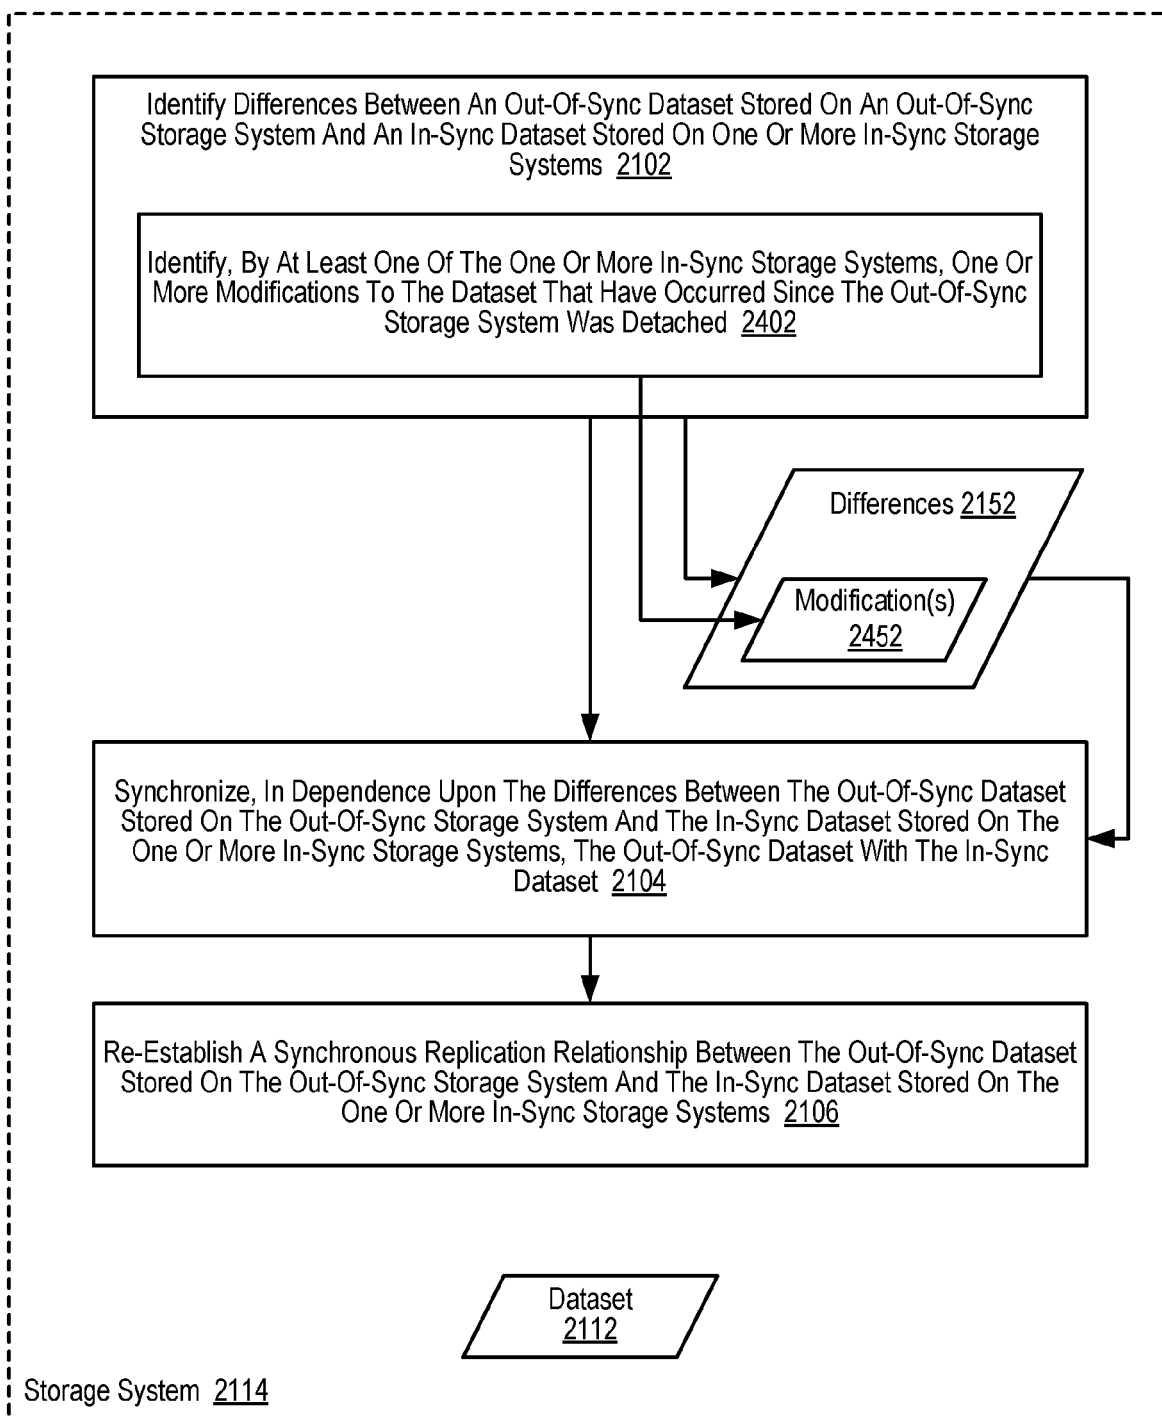 Identify Differences Between An Out-Of-Sync Dataset Stored On An Out-Of-Sync
Storage System And An In-Sync Dataset Stored On One Or More In-Sync Storage
Systems 2102
Identify, By At Least One Of The One Or More In-Sync Storage Systems, One Or
More Modifications To The Dataset That Have Occurred Since The Out-Of-Sync
Storage System Was Detached 2402
Differences 2152
Modification(s)
2452
Synchronize, In Dependence Upon The Differences Between The Out-Of-Sync Dataset
Stored On The Out-Of-Sync Storage System And The In-Sync Dataset Stored On The
One Or More In-Sync Storage Systems, The Out-Of-Sync Dataset With The In-Sync
Dataset 2104
Re-Establish A Synchronous Replication Relationship Between The Out-Of-Sync Dataset
Stored On The Out-Of-Sync Storage System And The In-Sync Dataset Stored On The
One Or More In-Sync Storage Systems 2106
Dataset
2112
Storage System 2114